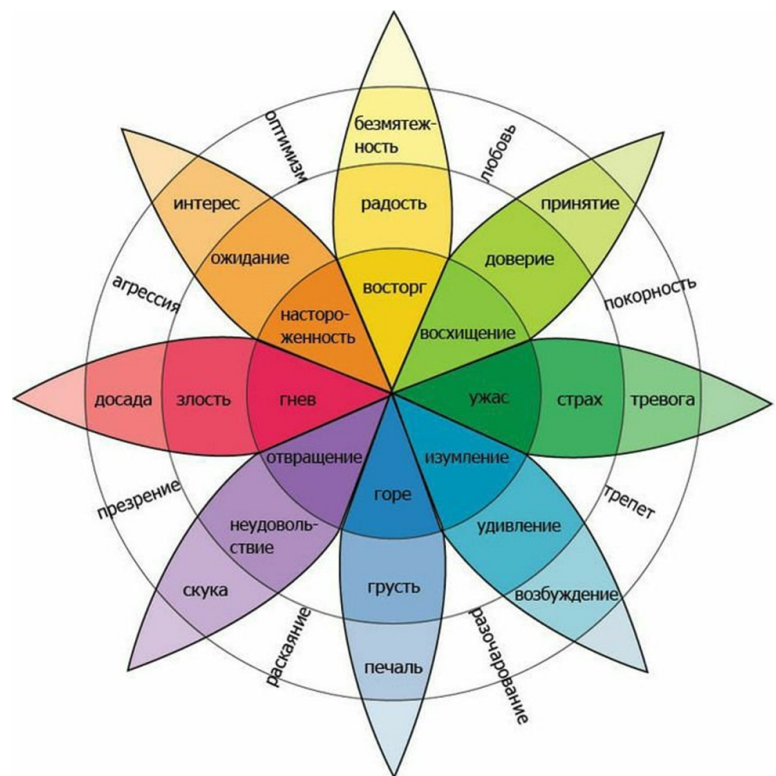 безмятеж-
ность
оптимизм
любовь
интерес
радость
принятие
ожидание
доверие
восторг
агрессия
покорность
насторо-
женность
восхищение
досада
злость
гнев
ужас
страх
тревога
отвращение
изумление
презрение
горе
трепет
неудоволь-
ствие
удивление
скука
грусть
возбуждение
раскаяние
печаль
разочарование